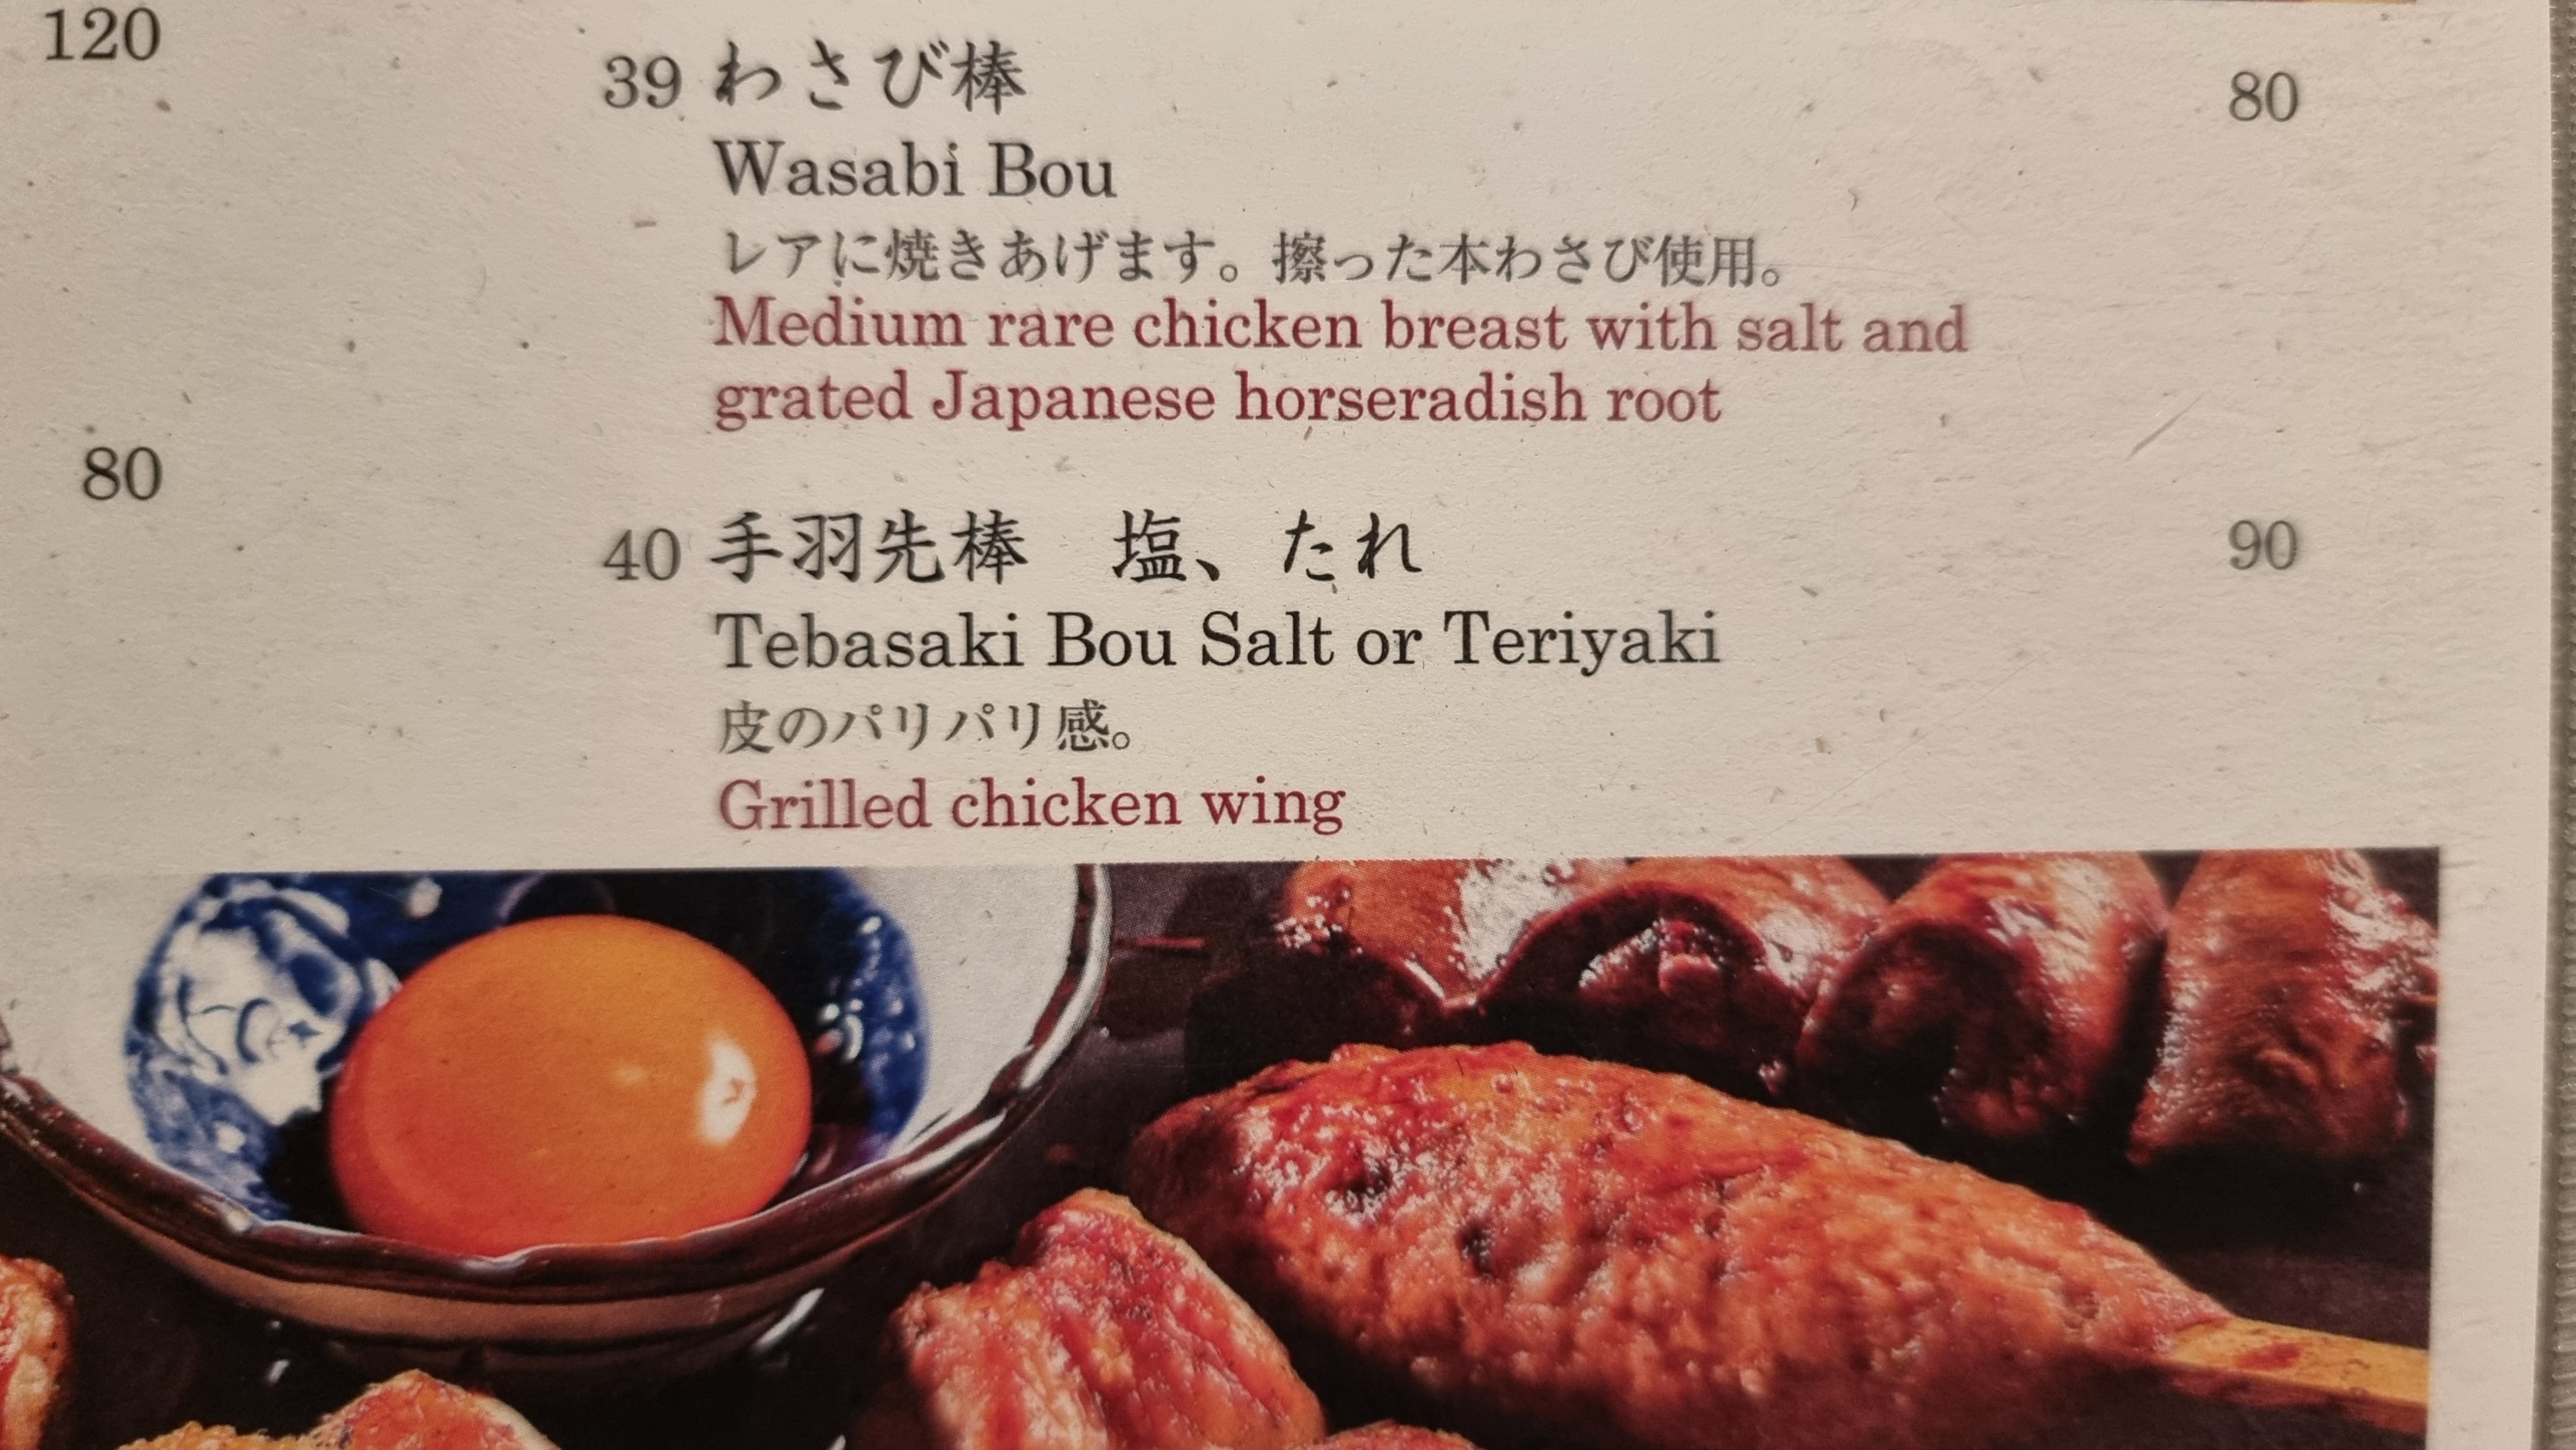 120
39 わさび棒 80
Wasabi Bou
レアに焼きあげます。擦った本わさび使用。
Medium rare chicken breast with salt and
grated Japanese horseradish root
80
40 手羽先棒　塩、たれ 90
Tebasaki Bou Salt or Teriyaki
皮のパリパリ感。
Grilled chicken wing